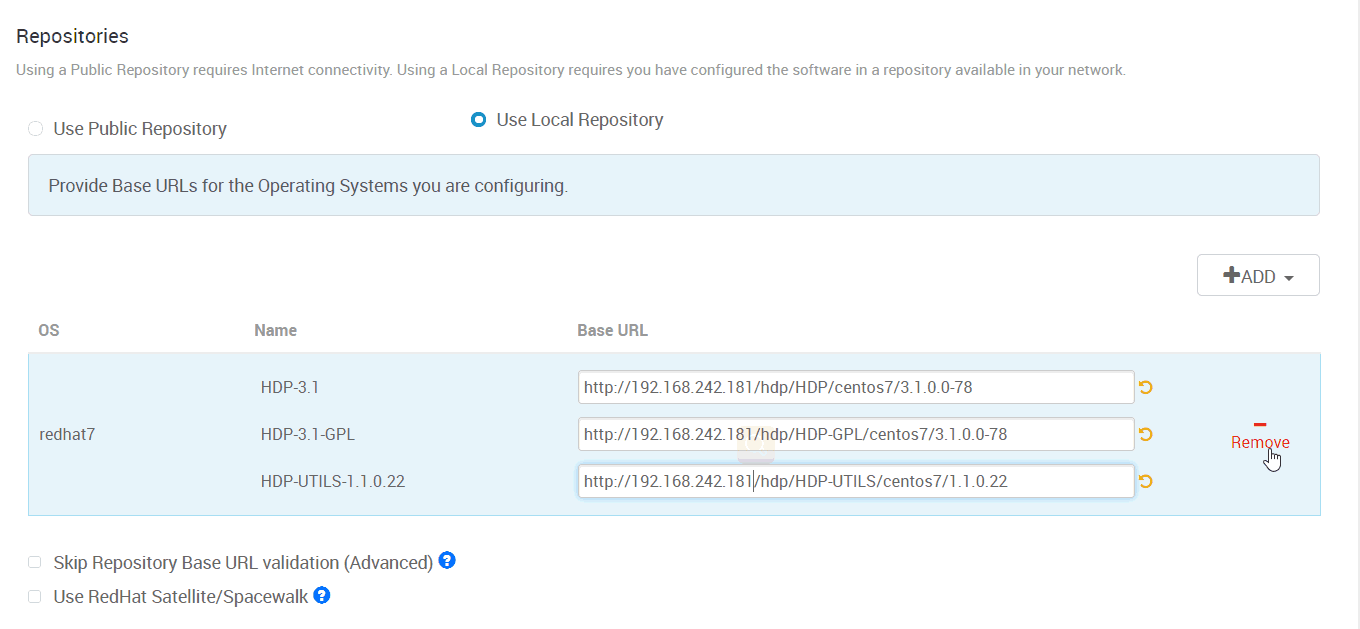 Repositories
Using a Public Repository requires Internet connectivity. Using a Local Repository requires you have configured the software in a repository available in your network.
Use Public Repository
Use Local Repository
Provide Base URLs for the Operating Systems you are configuring.
ADD
OS Name Base URL
HDP-3.1 http://192.168.242.181/hdp/HDP/centos7/3.1.0.0-78
redhat7 HDP-3.1-GPL http://192.168.242.181/hdp/HDP-GPL/centos7/3.1.0.0-78
Remove
HDP-UTILS-1.1.0.22 http://192.168.242.181/hdp/HDP-UTILS/centos7/1.1.0.22
Skip Repository Base URL validation (Advanced) ?
Use RedHat Satellite/Spacewalk ?